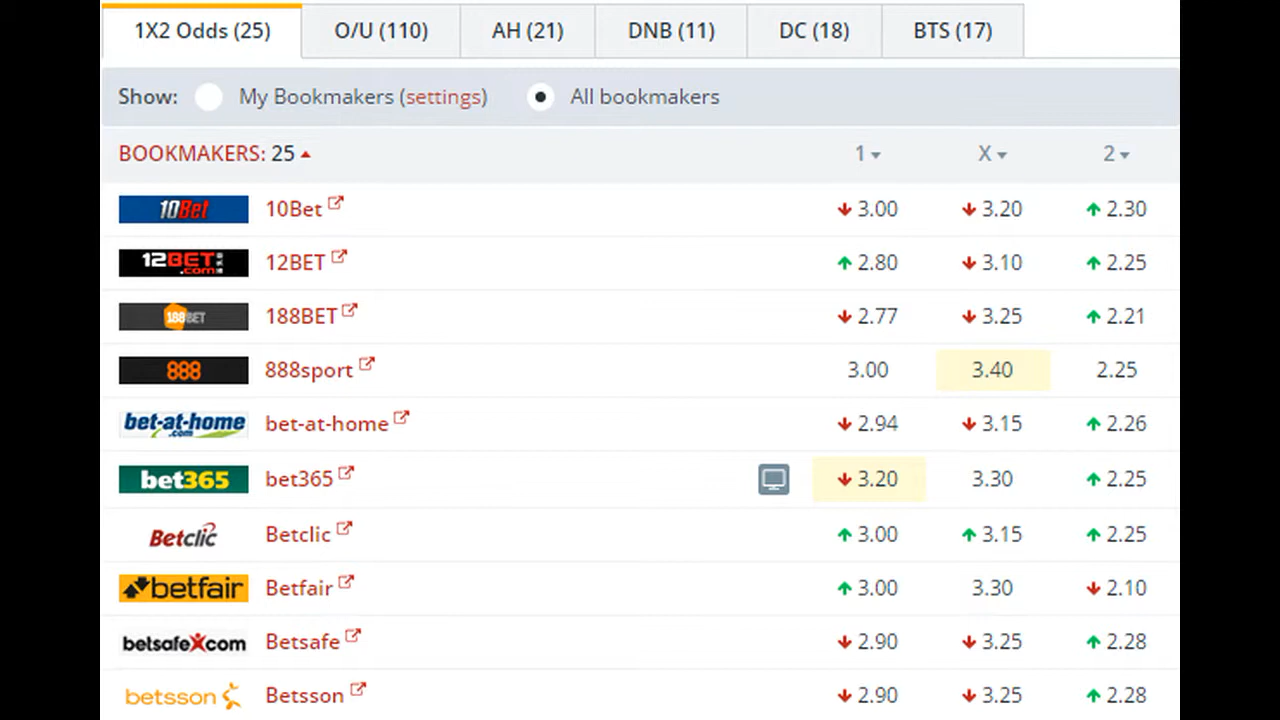 1X2 Odds (25) O/U (110) AH (21) DNB (11) DC (18) BTS (17)
Show: My Bookmakers (settings) All bookmakers
BOOKMAKERS: 25 1 X 2
10Bet 10Bet 3.00 3.20 2.30
12BET.com 12BET 2.80 3.10 2.25
188BET 188BET 2.77 3.25 2.21
888 888sport 3.00 3.40 2.25
bet-at-home.com bet-at-home 2.94 3.15 2.26
bet365 bet365 3.20 3.30 2.25
Betclic Betclic 3.00 3.15 2.25
betfair Betfair 3.00 3.30 2.10
betsafe.com Betsafe 2.90 3.25 2.28
betsson Betsson 2.90 3.25 2.28